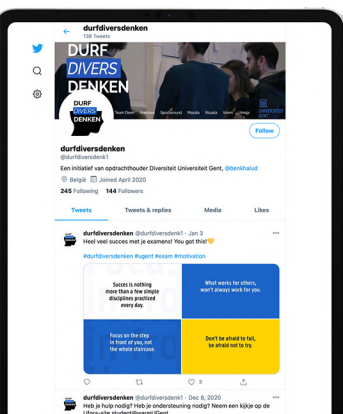 durfdiversdenken
138 Tweets
DURF
DIVERS
DENKEN
DURF
DIVERS
DENKEN
UNIVERSITEIT
GENT
Follow
durfdiversdenken
@durfdiversdenk1
Een initiatief van opdrachthouder Diversiteit Universiteit Gent, @benkhalud
België Joined April 2020
245 Following 144 Followers
Tweets Tweets & replies Media Likes
durfdiversdenken @durfdiversdenk1 · Jan 3
Heel veel succes met je examens! You got this!💛
#durfdiversdenken #ugent #exam #motivation
Succes is nothing
more than a few simple
disciplines practiced
every day.
What works for others,
won't always work for you.
Focus on the step
in front of you, not
the whole staircase.
Don't be afraid to fail,
be afraid not to try.
3
durfdiversdenken @durfdiversdenk1 · Dec 8, 2020
Heb je hulp nodig? Heb je ondersteuning nodig? Neem een kijkje op de